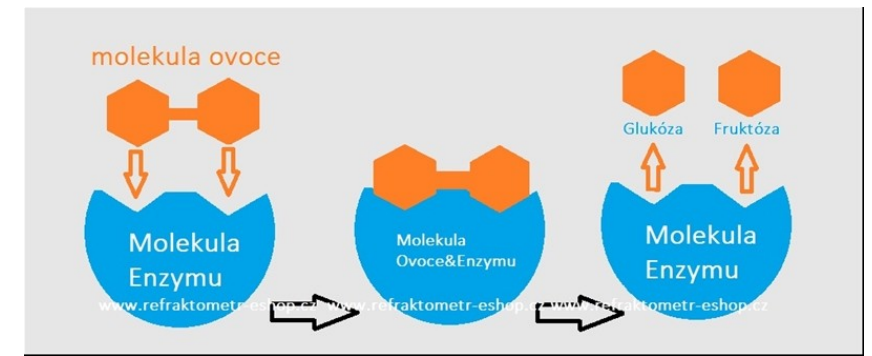 molekula ovoce
Molekula
Enzymu
Molekula
Ovoce&Enzymu
Glukóza
Fruktóza
Molekula
Enzymu
www.refraktometr-eshop.cz www.refraktometr-eshop.cz www.refraktometr-eshop.cz